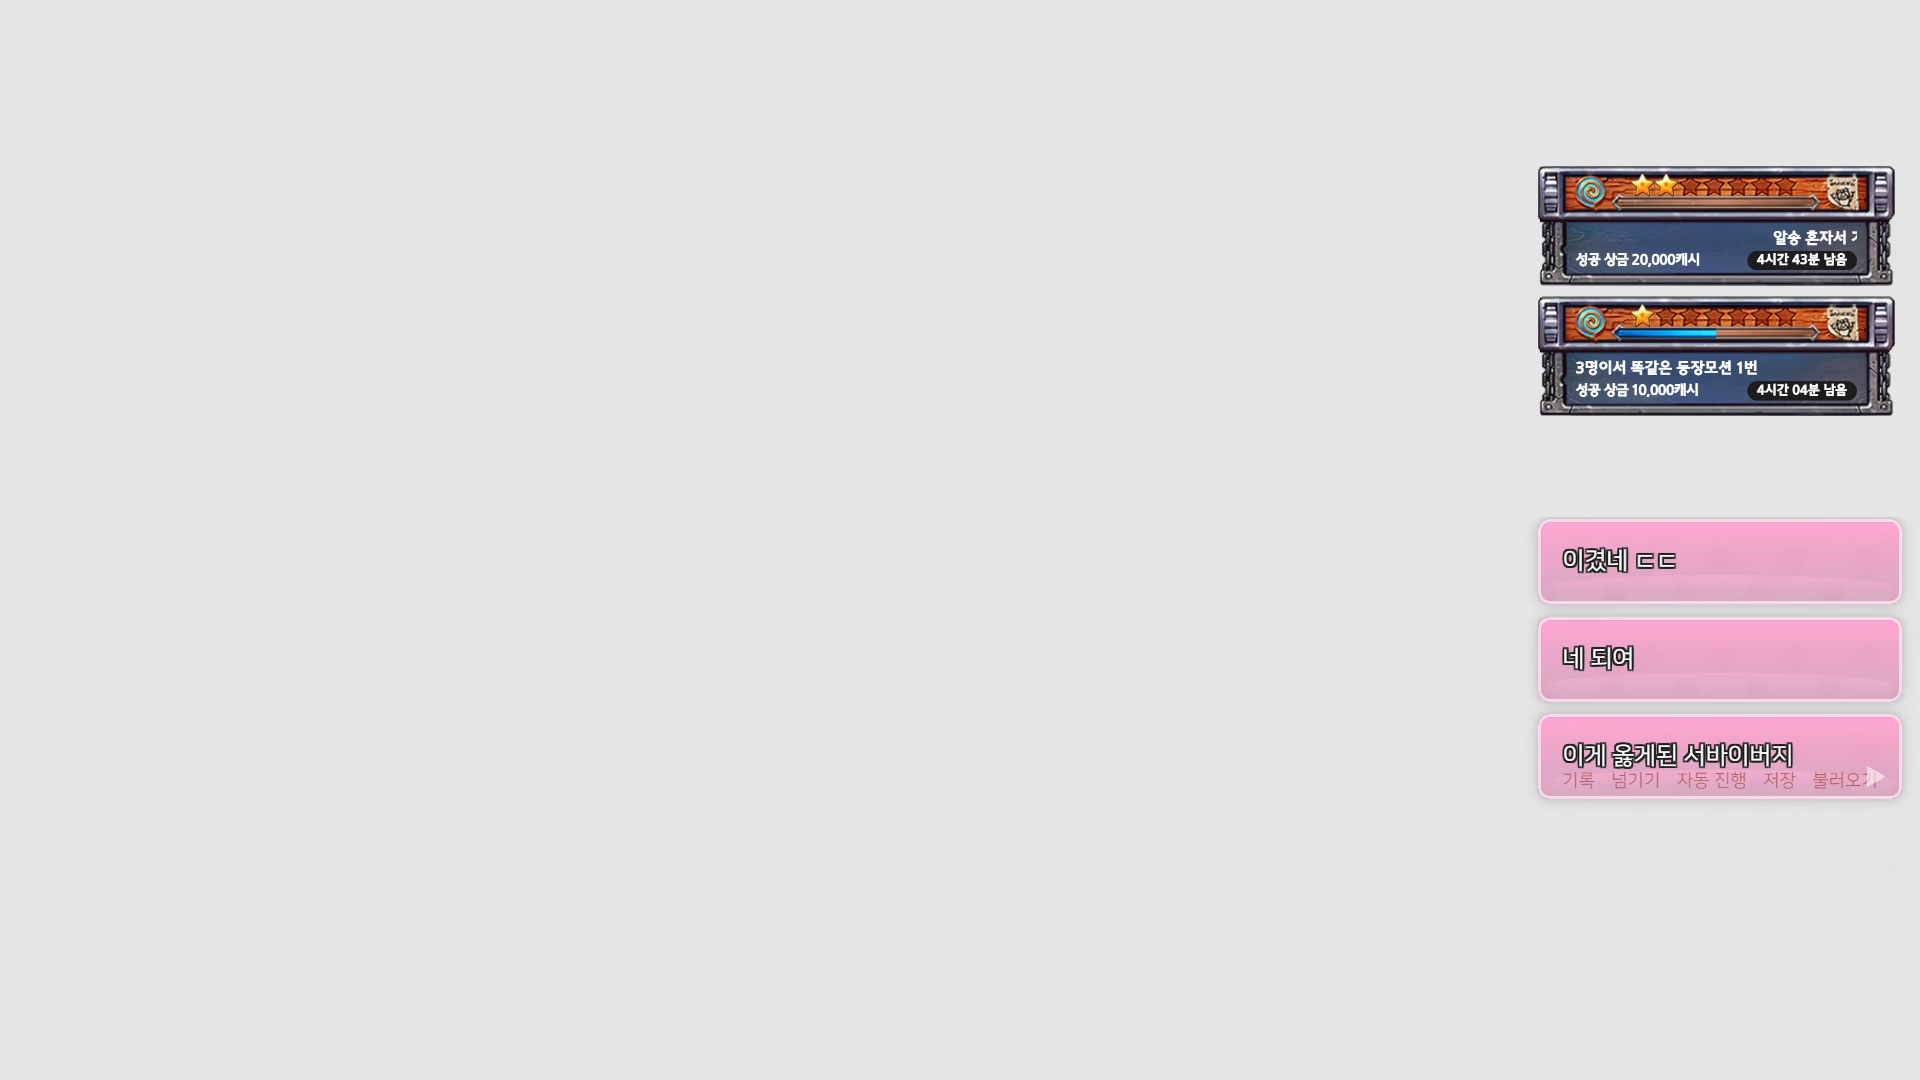 알송 혼자서
성공 상금 20,000캐시
4시간 43분 남음
3명이서 똑같은 등장모션 1번
성공 상금 10,000캐시
4시간 04분 남음
이겼네 ㄷㄷ
네 되여
이게 옳게된 서바이버지
기록 넘기기 자동 진행 저장 불러오기